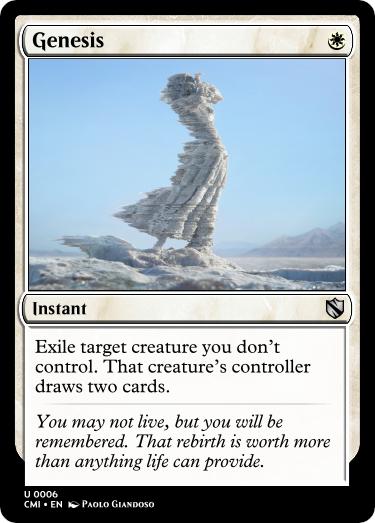 Genesis
Instant
Exile target creature you don't
control. That creature's controller
draws two cards.
You may not live, but you will be
remembered. That rebirth is worth more
than anything life can provide.
U 0006
CMI • EN Paolo Giandoso